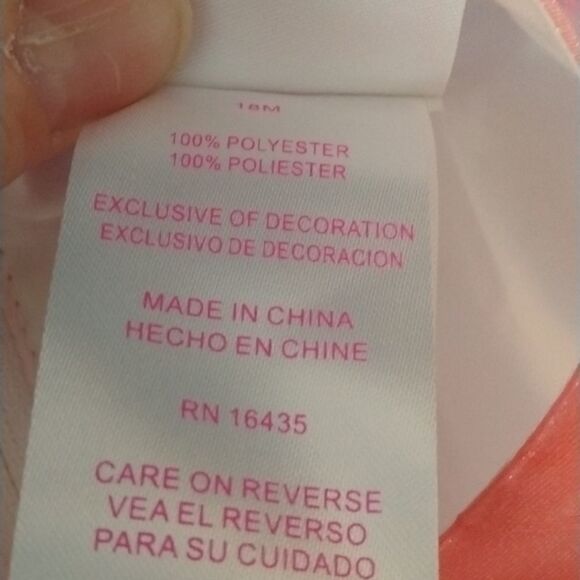 18M
100% POLYESTER
100% POLIESTER
EXCLUSIVE OF DECORATION
EXCLUSIVO DE DECORACION
MADE IN CHINA
HECHO EN CHINE
RN 16435
CARE ON REVERSE
VEA EL REVERSO
PARA SU CUIDADO